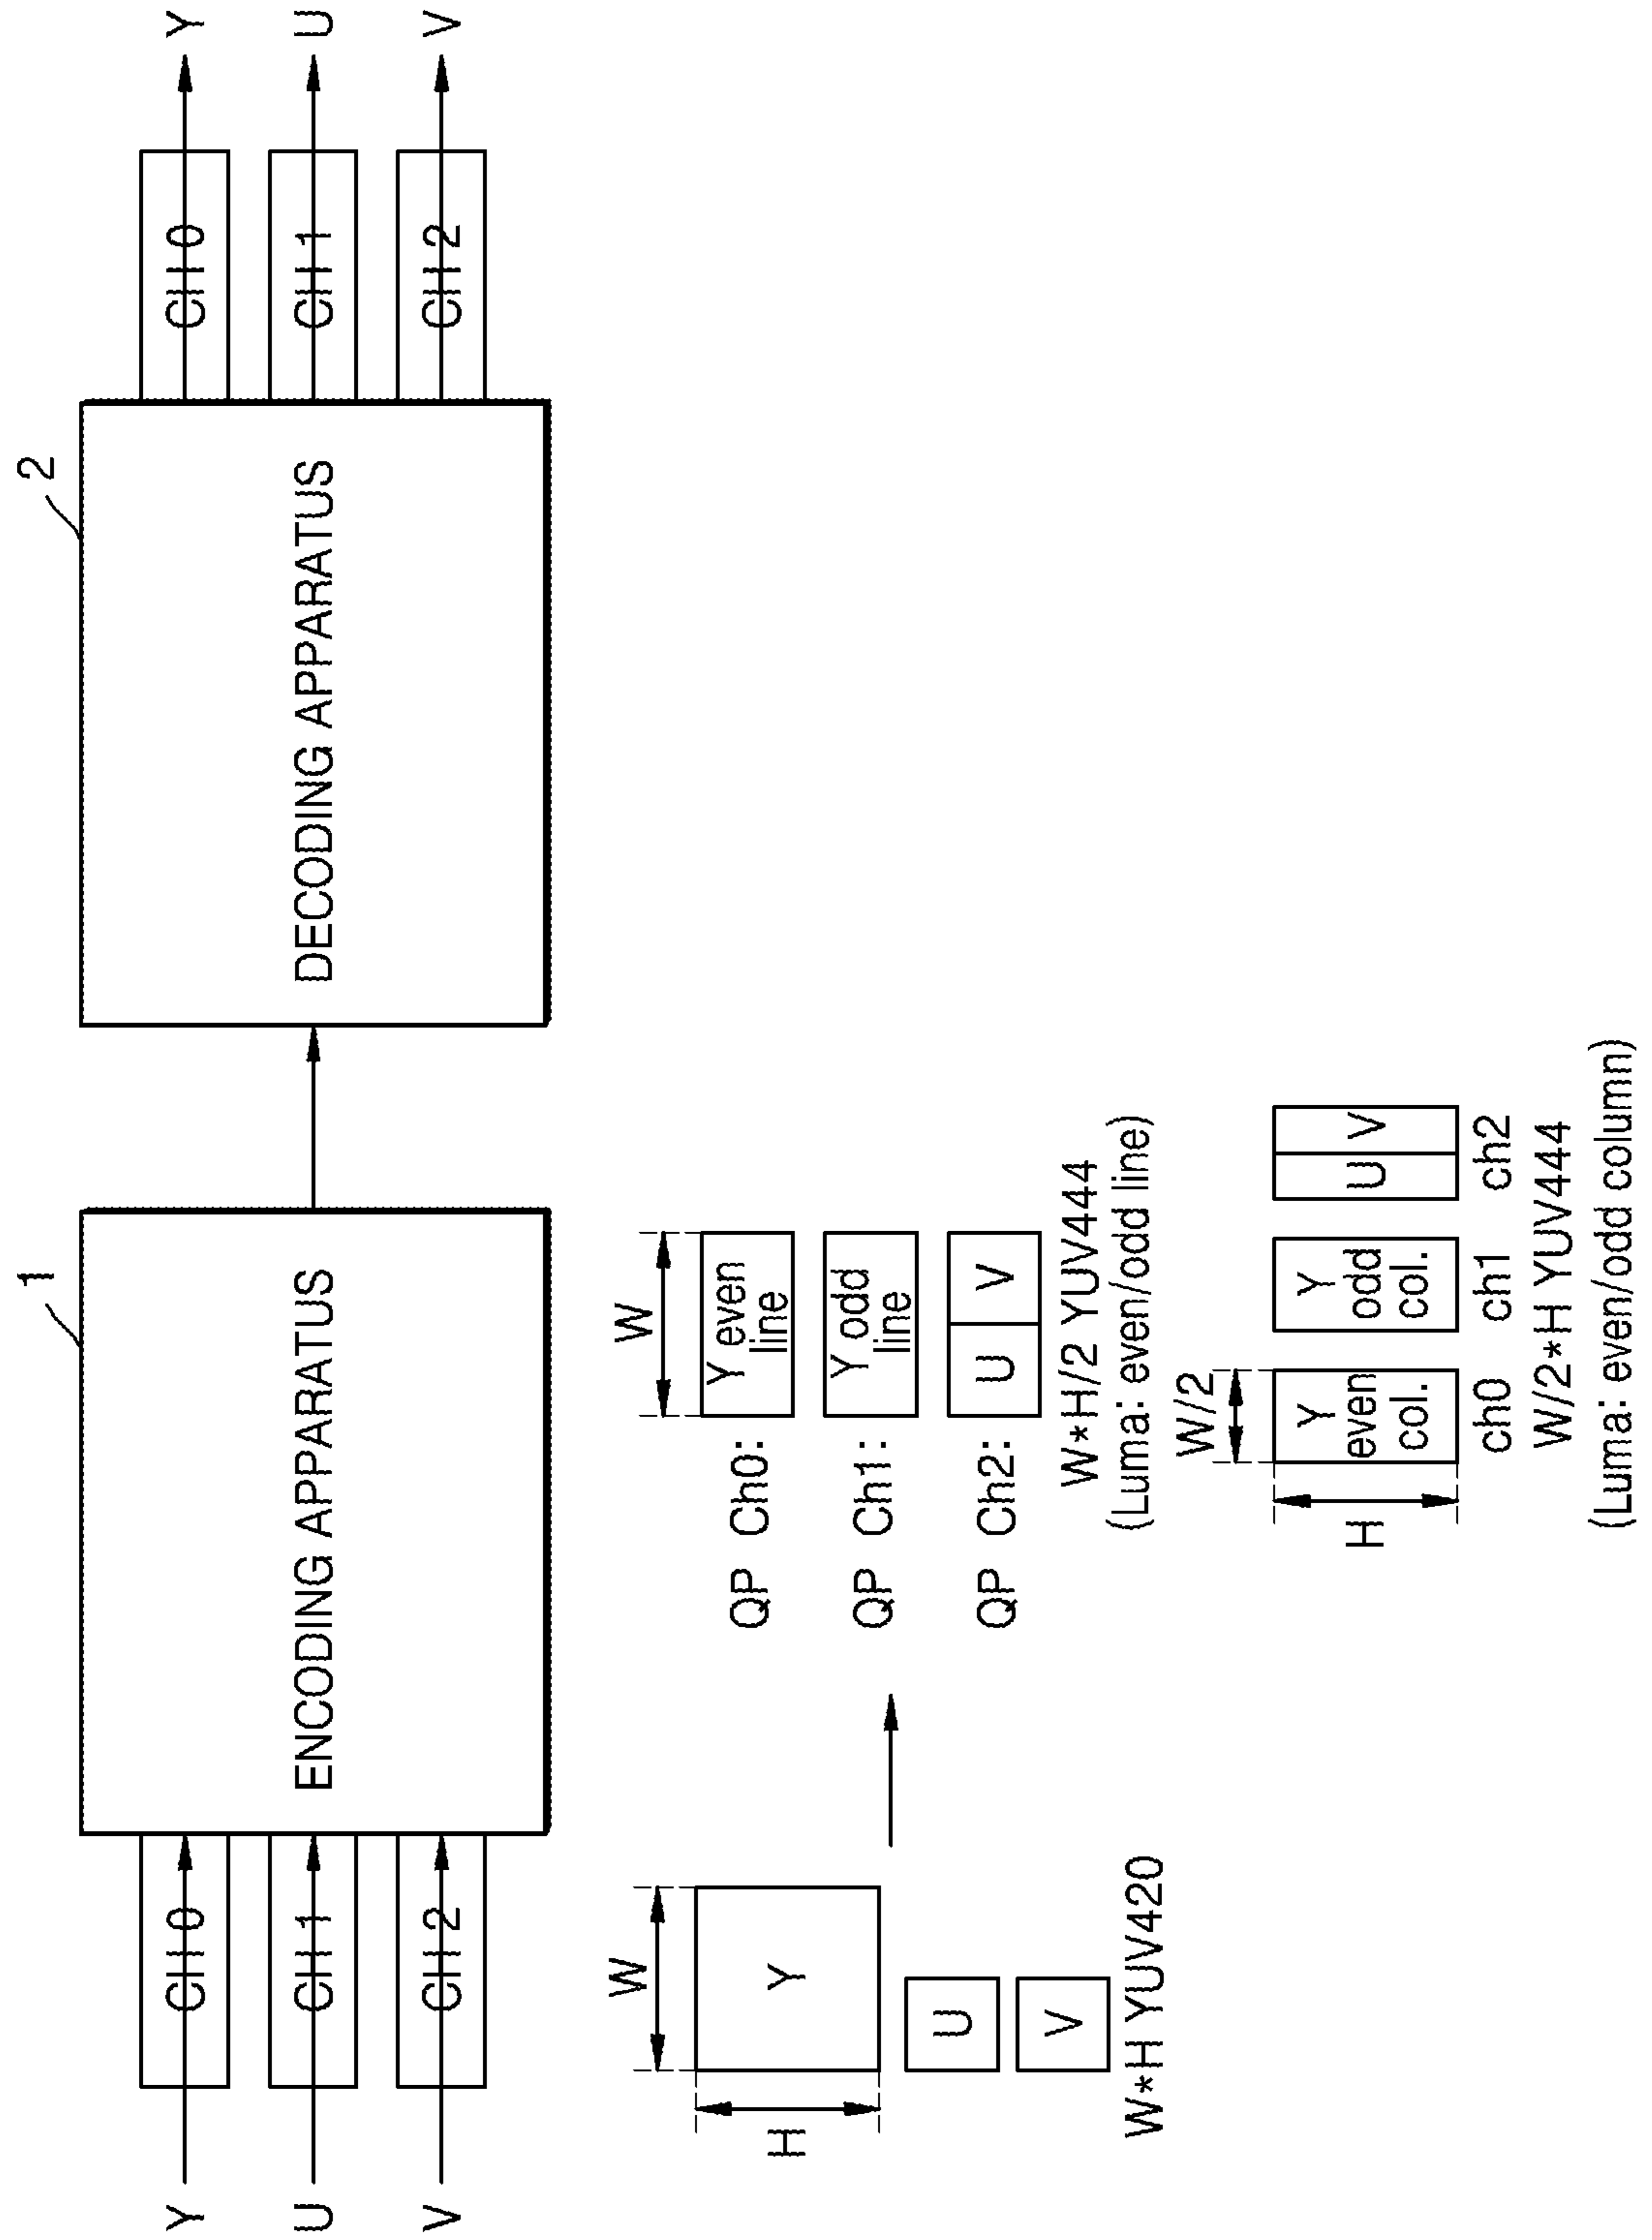 Y
U
V
CH0
CH1
CH2
1
ENCODING APPARATUS
2
DECODING APPARATUS
CH0
CH1
CH2
Y
U
V
W
H
Y
U
V
W*H YUV420
W
QP Ch0:
Y even
line
QP Ch1:
Y odd
line
QP Ch2:
U
V
W*H/2 YUV444
(Luma: even/odd line)
W/2
H
Y
even
col.
Y
odd
col.
U
V
ch0
ch1
ch2
W/2*H YUV444
(Luma: even/odd column)